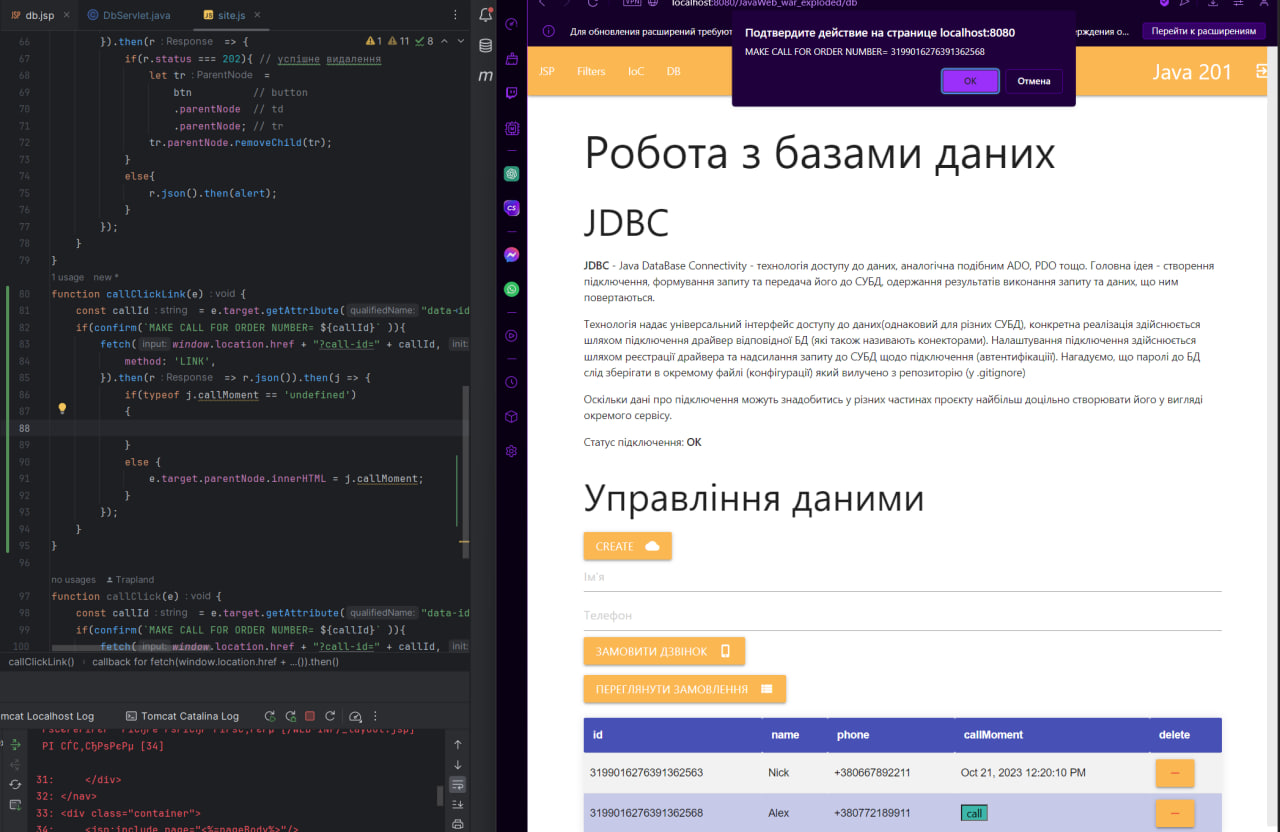 db.jsp
DbServlet.java
site.js
66 }).then(r :Response => {
1 11 8
67 if(r.status === 202){ // успішне видалення
68 let tr :ParentNode =
69 btn // button
70 .parentNode // td
71 .parentNode; // tr
72 tr.parentNode.removeChild(tr);
73 }
74 else{
75 r.json().then(alert);
76 }
77 });
78 }
79 }
1 usage new *
80 function callClickLink(e) :void {
81 const callId :string = e.target.getAttribute( qualifiedName: "data-id
82 if(confirm(`MAKE CALL FOR ORDER NUMBER= ${callId}` )){
83 fetch( input: window.location.href + "?call-id=" + callId, init:
84 method: 'LINK',
85 }).then(r :Response => r.json()).then(j => {
86 if(typeof j.callMoment == 'undefined')
87 {
88
89 }
90 else {
91 e.target.parentNode.innerHTML = j.callMoment;
92 }
93 });
94 }
95 }
96
no usages Trapland
97 function callClick(e) :void {
98 const callId :string = e.target.getAttribute( qualifiedName: "data-id
99 if(confirm(`MAKE CALL FOR ORDER NUMBER= ${callId}` )){
100 fetch( input: window.location.href + "?call-id=" + callId, init:
callClickLink() callback for fetch(window.location.href + ...()).then()
mcat Localhost Log
Tomcat Catalina Log
[34]
31: </div>
32: </nav>
33: <div class="container">
34: <jsp:include page="<%=pageBody%>"/>
VPN
localhost:8080/JavaWeb_war_exploded/db
Для обновления расширений требуют
ерждения о...
Перейти к расширениям
Подтвердите действие на странице localhost:8080
MAKE CALL FOR ORDER NUMBER= 3199016276391362568
OK
Отмена
JSP
Filters
IoC
DB
Java 201
Робота з базами даних
JDBC
JDBC - Java DataBase Connectivity - технологія доступу до даних, аналогічна подібним ADO, PDO тощо. Головна ідея - створення
підключення, формування запиту та передача його до СУБД, одержання результатів виконання запиту та даних, що ним
повертаються.
Технологія надає універсальний інтерфейс доступу до даних(однаковий для різних СУБД), конкретна реалізація здійснюється
шляхом підключення драйвер відповідної БД (які також називають конекторами). Налаштування підключення здійснюється
шляхом реєстрації драйвера та надсилання запиту до СУБД щодо підключення (автентифікації). Нагадуємо, що паролі до БД
слід зберігати в окремому файлі (конфігурації) який вилучено з репозиторію (у .gitignore)
Оскільки дані про підключення можуть знадобитись у різних частинах проєкту найбільш доцільно створювати його у вигляді
окремого сервісу.
Статус підключення: OK
Управління даними
CREATE
Ім'я
Телефон
ЗАМОВИТИ ДЗВІНОК
ПЕРЕГЛЯНУТИ ЗАМОВЛЕННЯ
id name phone callMoment delete
3199016276391362563 Nick +380667892211 Oct 21, 2023 12:20:10 PM
3199016276391362568 Alex +380772189911 call